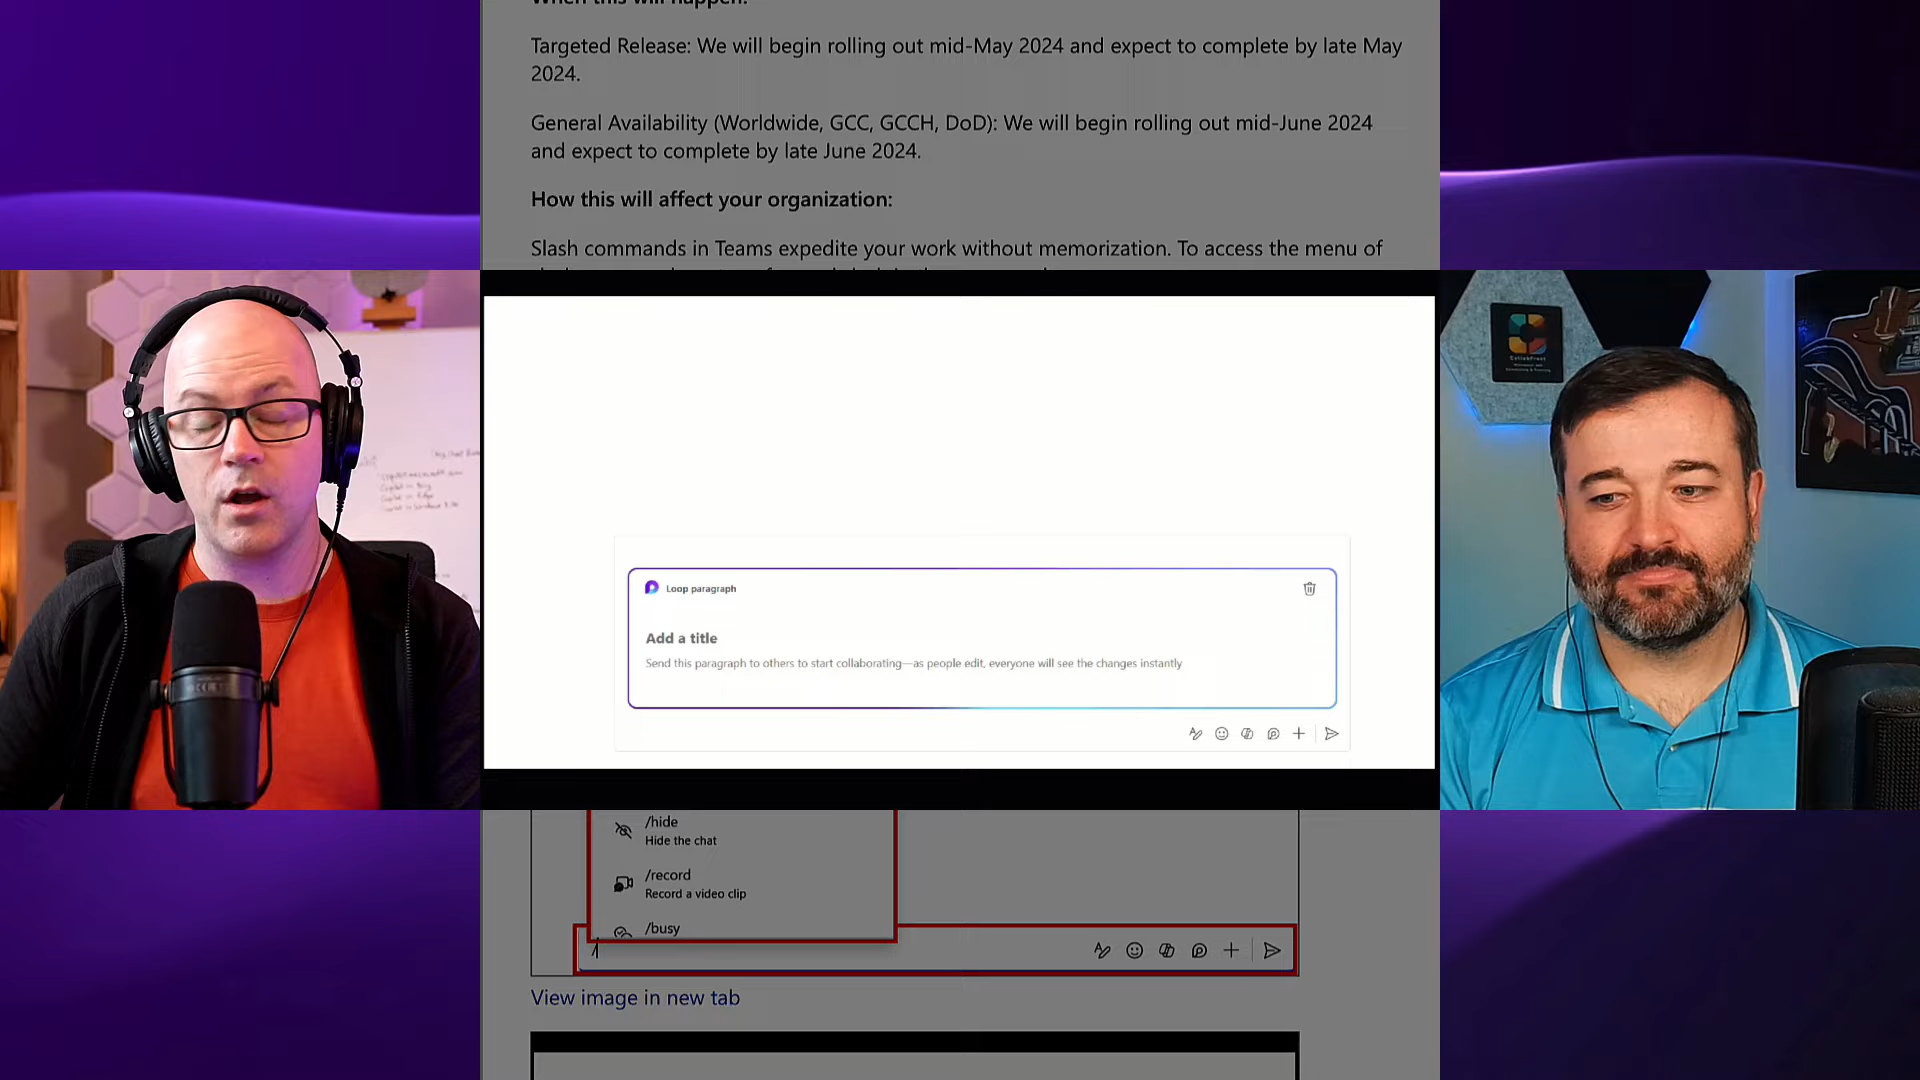 When this will happen:
Targeted Release: We will begin rolling out mid-May 2024 and expect to complete by late May
2024.
General Availability (Worldwide, GCC, GCCH, DoD): We will begin rolling out mid-June 2024
and expect to complete by late June 2024.
How this will affect your organization:
Slash commands in Teams expedite your work without memorization. To access the menu of
Loop paragraph
Add a title
Send this paragraph to others to start collaborating—as people edit, everyone will see the changes instantly
/hide
Hide the chat
/record
Record a video clip
/busy
/
View image in new tab